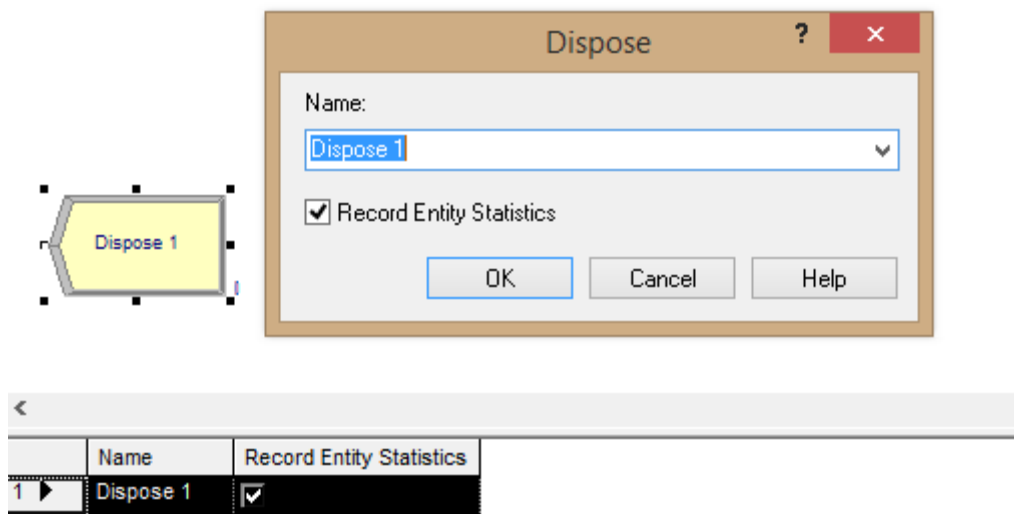 Dispose
?
Name:
Dispose 1
Record Entity Statistics
OK Cancel Help
Dispose 1
Name Record Entity Statistics
1 Dispose 1